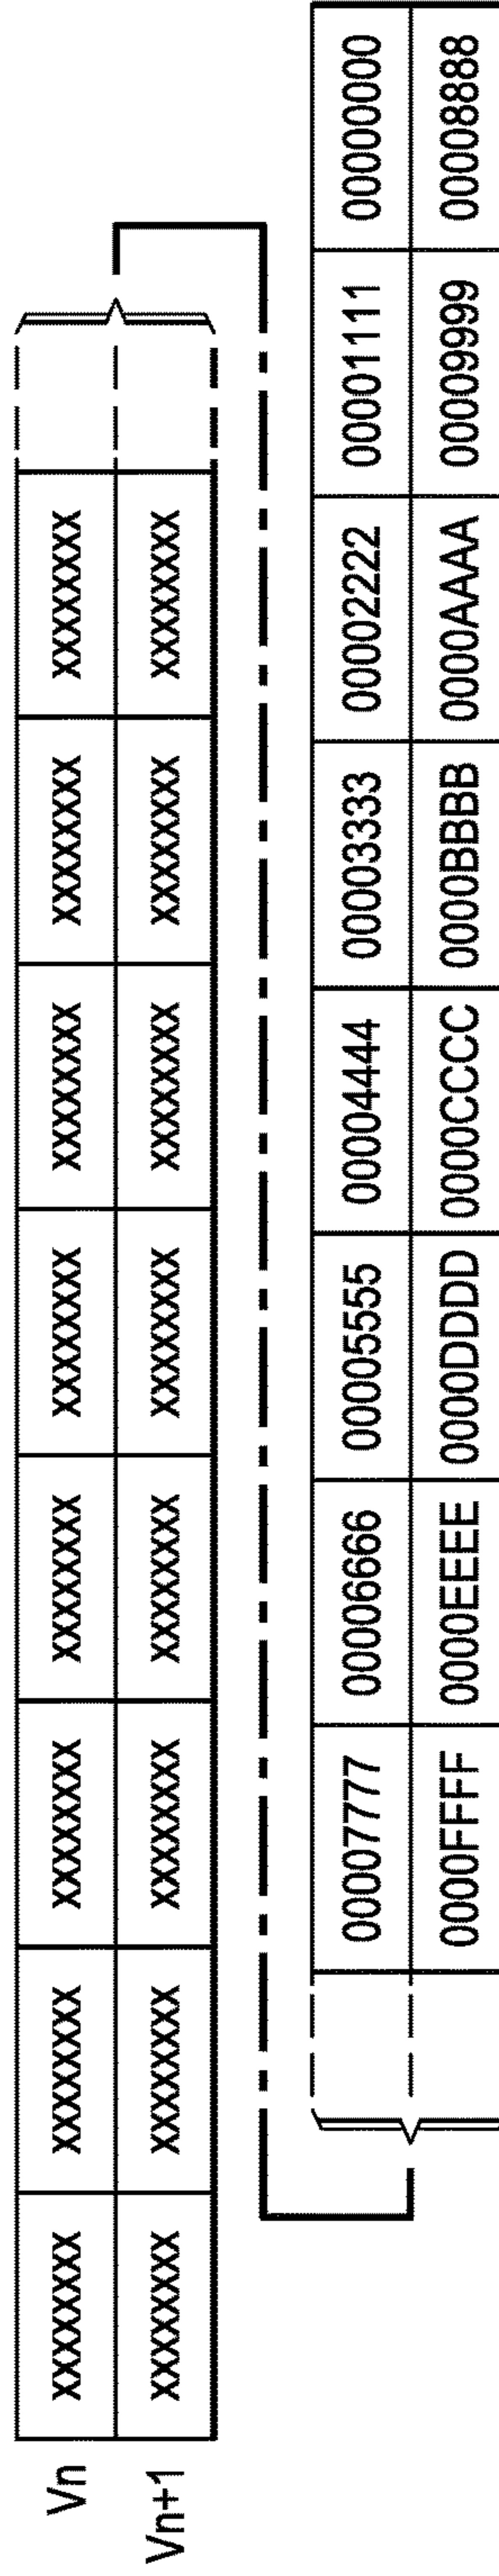 Vn XXXXXXXX XXXXXXXX XXXXXXXX XXXXXXXX XXXXXXXX XXXXXXXX XXXXXXXX XXXXXXXX
Vn+1 XXXXXXXX XXXXXXXX XXXXXXXX XXXXXXXX XXXXXXXX XXXXXXXX XXXXXXXX XXXXXXXX
00007777 00006666 00005555 00004444 00003333 00002222 00001111 00000000
0000FFFF 0000EEEE 0000DDDD 0000CCCC 0000BBBB 0000AAAA 00009999 00008888